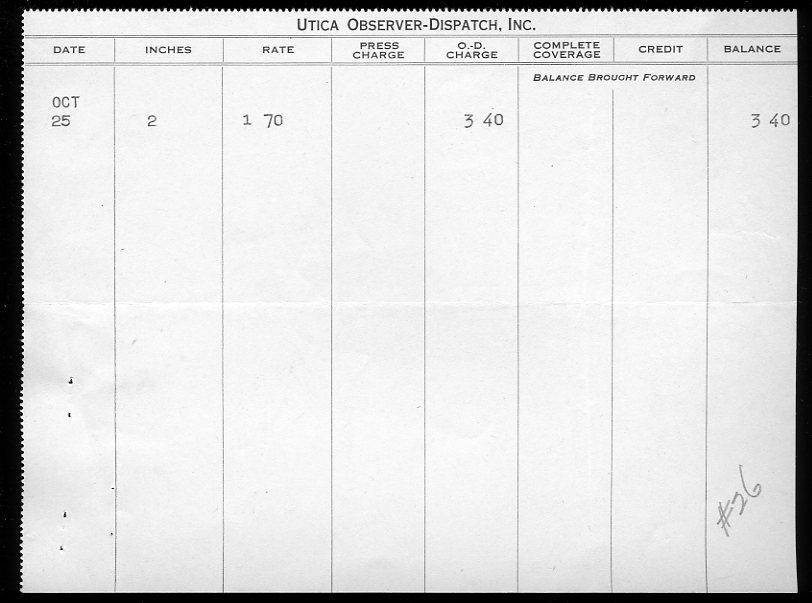 UTICA OBSERVER-DISPATCH, INC.
DATE INCHES RATE PRESS CHARGE O.-D. CHARGE COMPLETE COVERAGE CREDIT BALANCE
BALANCE BROUGHT FORWARD
OCT
25 2 1 70 3 40 3 40
#26